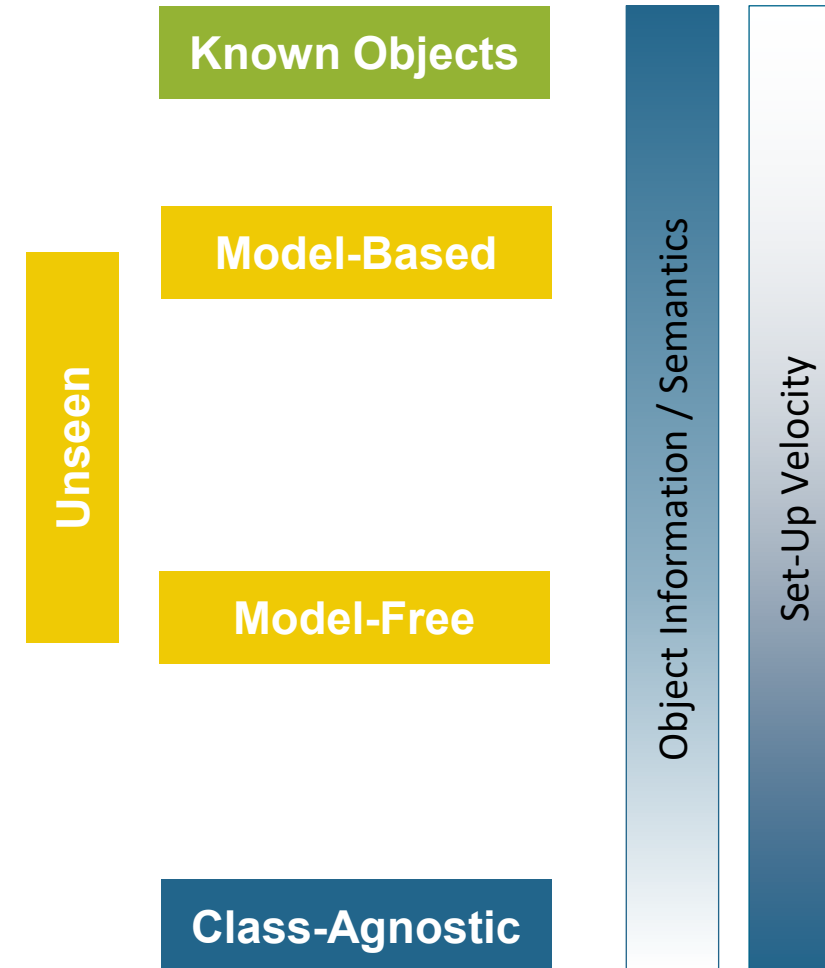 Known Objects
Model-Based
Unseen
Model-Free
Class-Agnostic
Object Information / Semantics
Set-Up Velocity